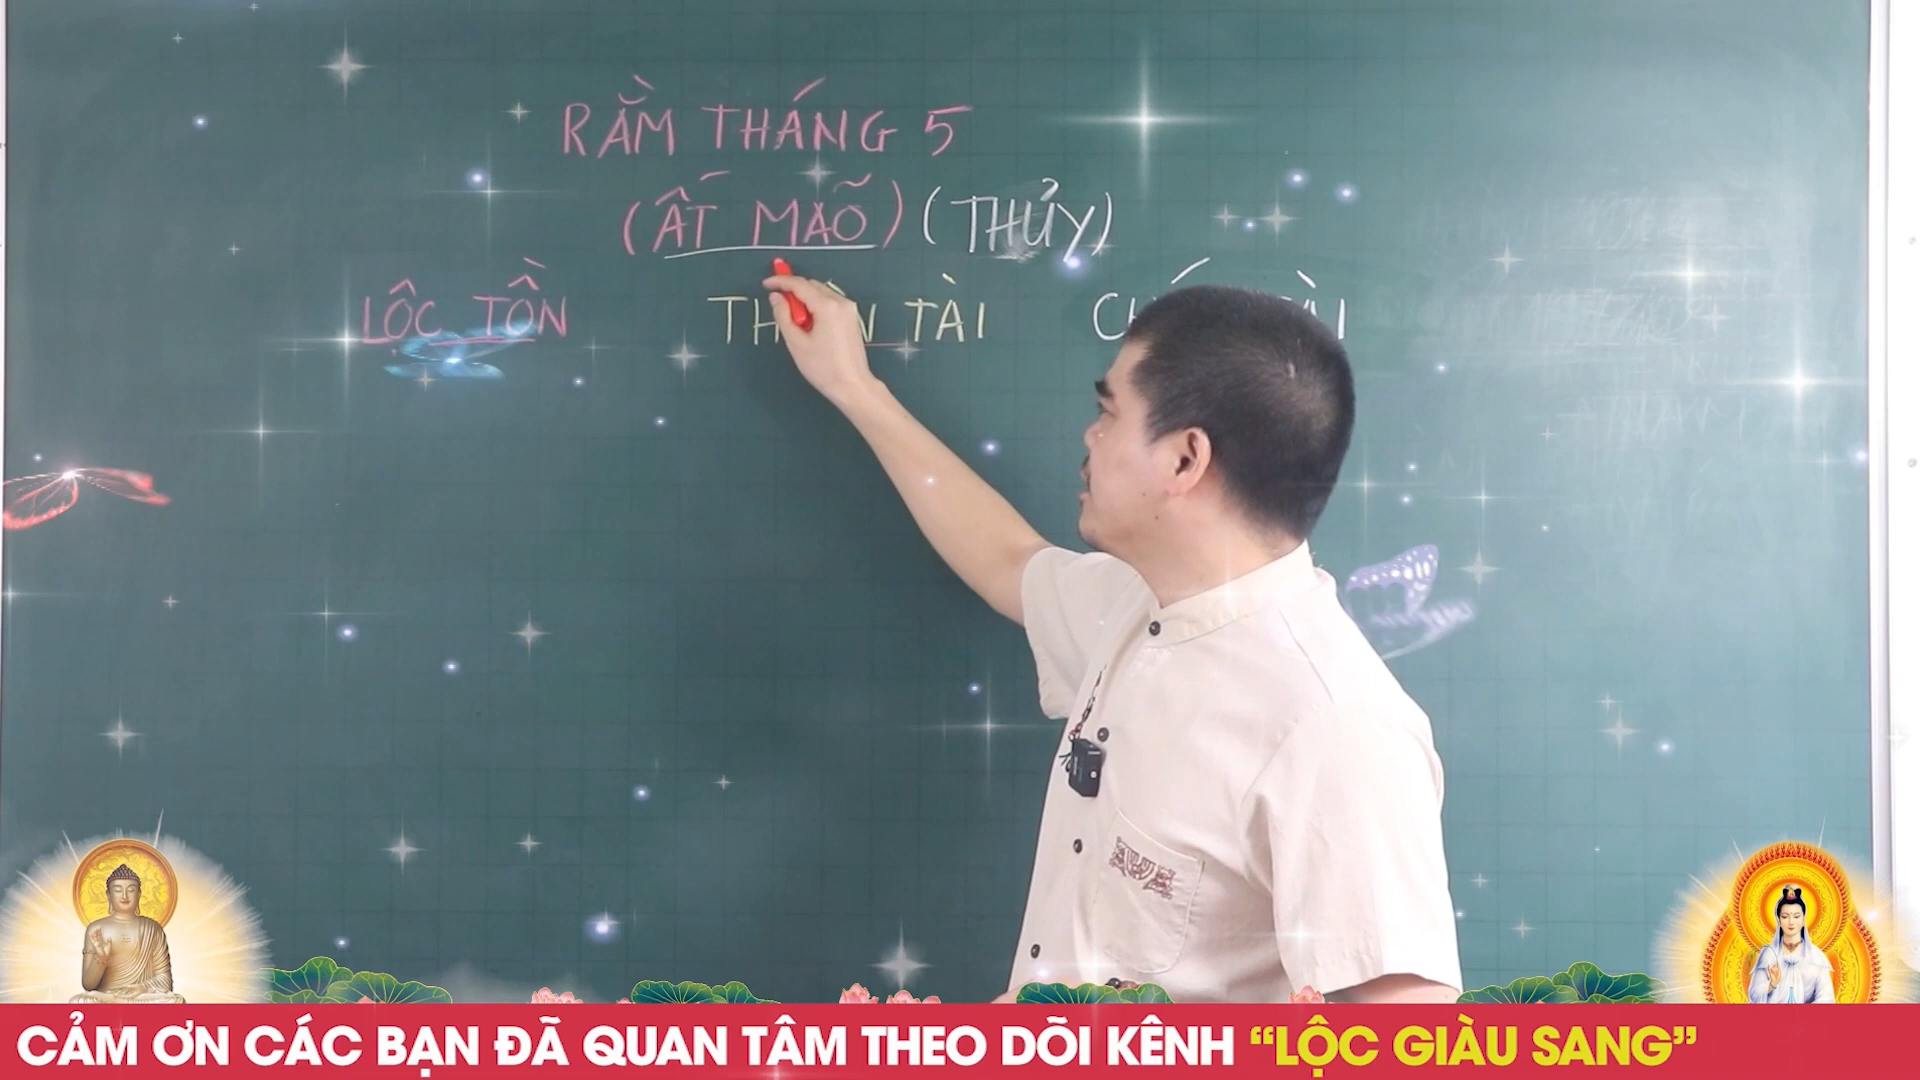 RẰM THÁNG 5
(ẤT MÃO) (THỦY)
LỘC TỒN THẦN TÀI
CẢM ƠN CÁC BẠN ĐÃ QUAN TÂM THEO DÕI KÊNH “LỘC GIÀU SANG”